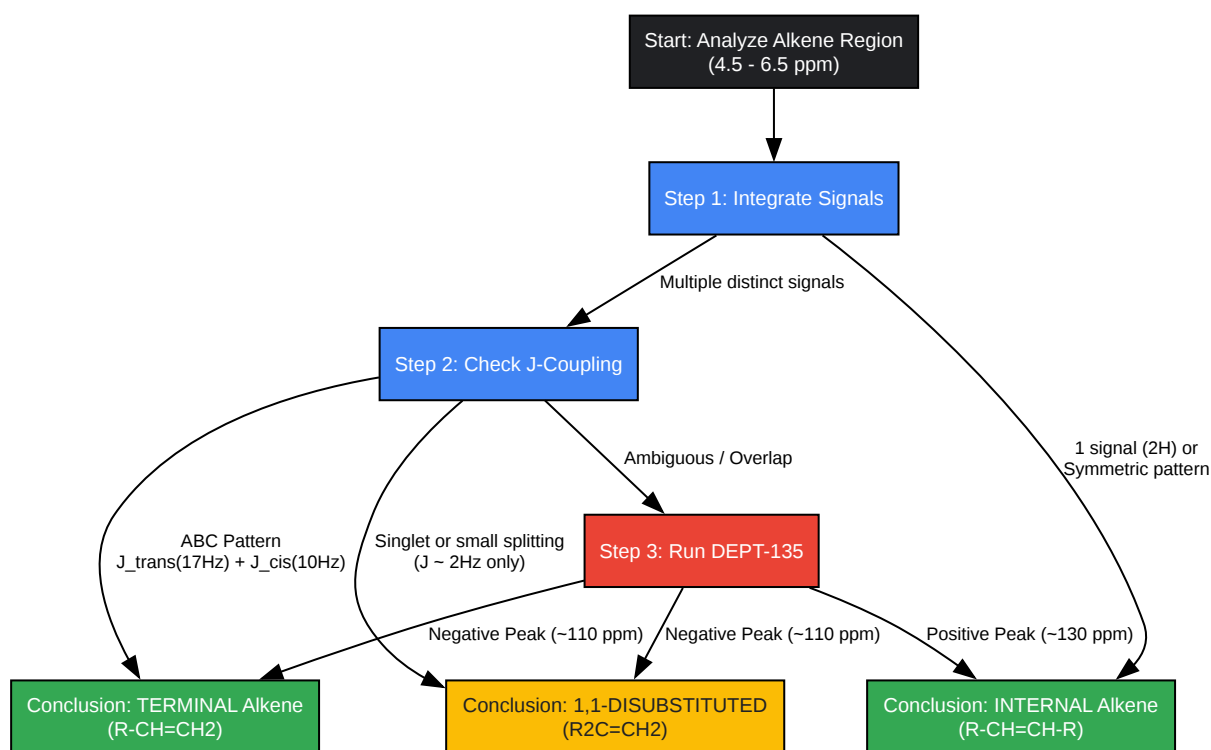 Start: Analyze Alkene Region
(4.5 - 6.5 ppm)
Step 1: Integrate Signals
Multiple distinct signals
Step 2: Check J-Coupling
1 signal (2H) or
Symmetric pattern
Ambiguous / Overlap
ABC Pattern
J_trans(17Hz) + J_cis(10Hz)
Singlet or small splitting
(J ~ 2Hz only)
Step 3: Run DEPT-135
Negative Peak (~110 ppm)
Negative Peak (~110 ppm)
Positive Peak (~130 ppm)
Conclusion: TERMINAL Alkene
(R-CH=CH2)
Conclusion: 1,1-DISUBSTITUTED
(R2C=CH2)
Conclusion: INTERNAL Alkene
(R-CH=CH-R)